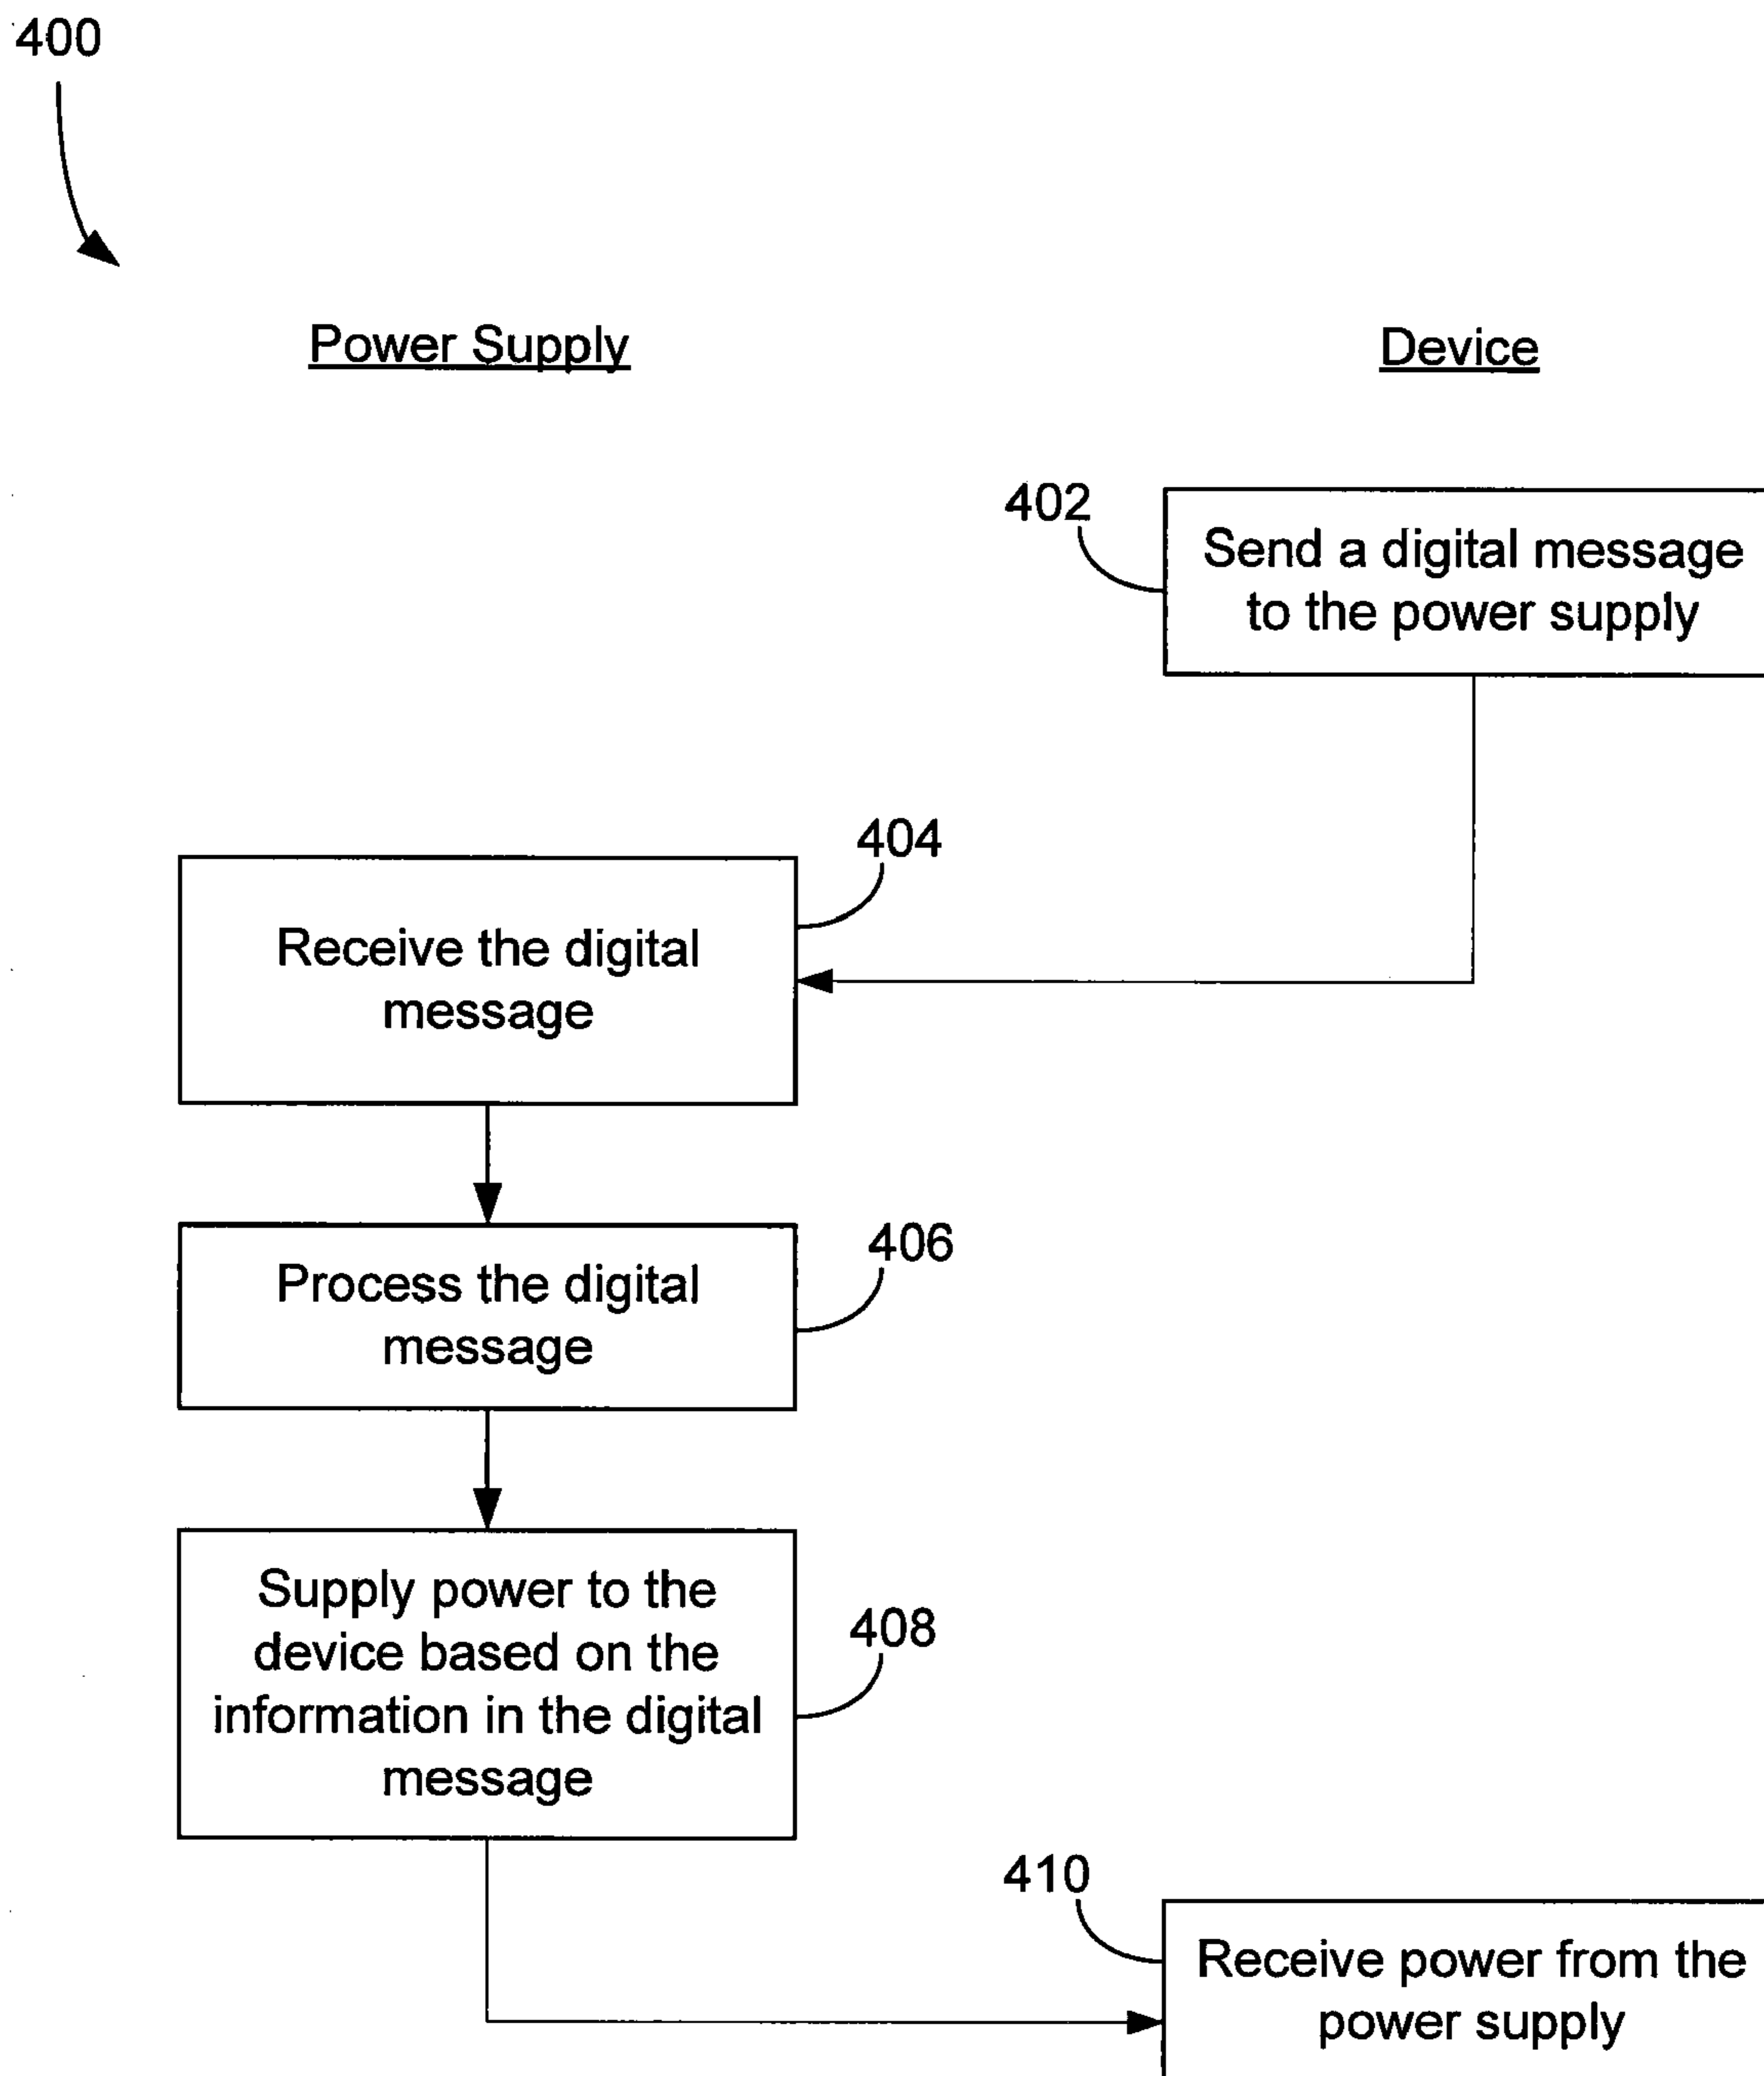 400
Power Supply
Device
402
Send a digital message
to the power supply
404
Receive the digital
message
406
Process the digital
message
408
Supply power to the
device based on the
information in the digital
message
410
Receive power from the
power supply